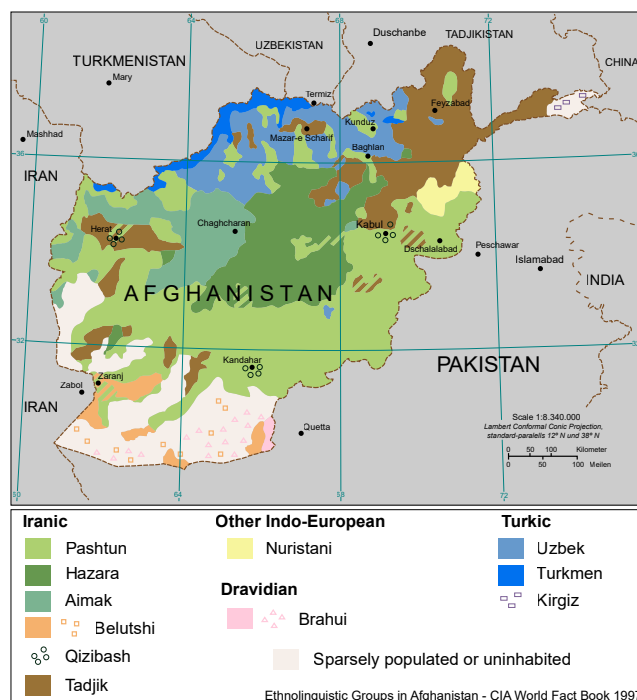 60
64
68
72
Duschanbe
UZBEKISTAN
TADJIKISTAN
TURKMENISTAN
Mary
CHINA
Termiz
Feyzabad
Kunduz
Mashhad
Mazar-e Scharif
36
36
Baghlan
IRAN
Chaghcharan
Kabul
Herat
Dschalalabad
Peschawar
Islamabad
INDIA
AFGHANISTAN
32
32
Kandahar
PAKISTAN
Zaranj
Zabol
IRAN
Scale 1:8.340.000
Lambert Conformal Conic Projection,
standard-paralells 12º N und 38º N
Quetta
0 50 100 Kilometer
0 50 100 Meilen
60
64
68
72
Iranic
Pashtun
Hazara
Aimak
Belutshi
Qizibash
Tadjik
Other Indo-European
Nuristani
Dravidian
Brahui
Sparsely populated or uninhabited
Turkic
Uzbek
Turkmen
Kirgiz
Ethnolinguistic Groups in Afghanistan - CIA World Fact Book 1997